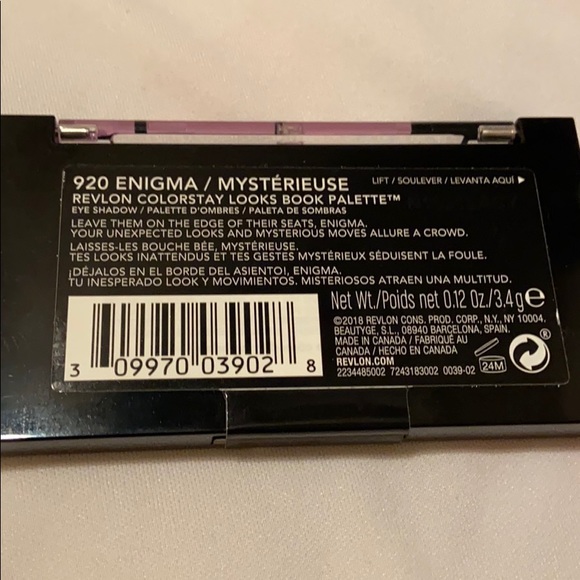 920 ENIGMA / MYSTÉRIEUSE
LIFT / SOULEVER / LEVANTA AQUÍ ▶
REVLON COLORSTAY LOOKS BOOK PALETTE™
EYE SHADOW / PALETTE D'OMBRES / PALETA DE SOMBRAS
LEAVE THEM ON THE EDGE OF THEIR SEATS, ENIGMA.
YOUR UNEXPECTED LOOKS AND MYSTERIOUS MOVES ALLURE A CROWD.
LAISSES-LES BOUCHE BÉE, MYSTÉRIEUSE.
TES LOOKS INATTENDUS ET TES GESTES MYSTÉRIEUX SÉDUISENT LA FOULE.
¡DÉJALOS EN EL BORDE DEL ASIENTO!, ENIGMA.
TU INESPERADO LOOK Y MOVIMIENTOS. MISTERIOSOS ATRAEN UNA MULTITUD.
Net Wt./Poids net 0.12 Oz./3.4g e
©2018 REVLON CONS. PROD. CORP., N.Y., NY 10004.
BEAUTYGE, S.L., 08940 BARCELONA, SPAIN.
MADE IN CANADA / FABRIQUÉ AU
CANADA / HECHO EN CANADA
REVLON.COM
2234485002 7243183002 0039-02
24M
3 09970 03902 8